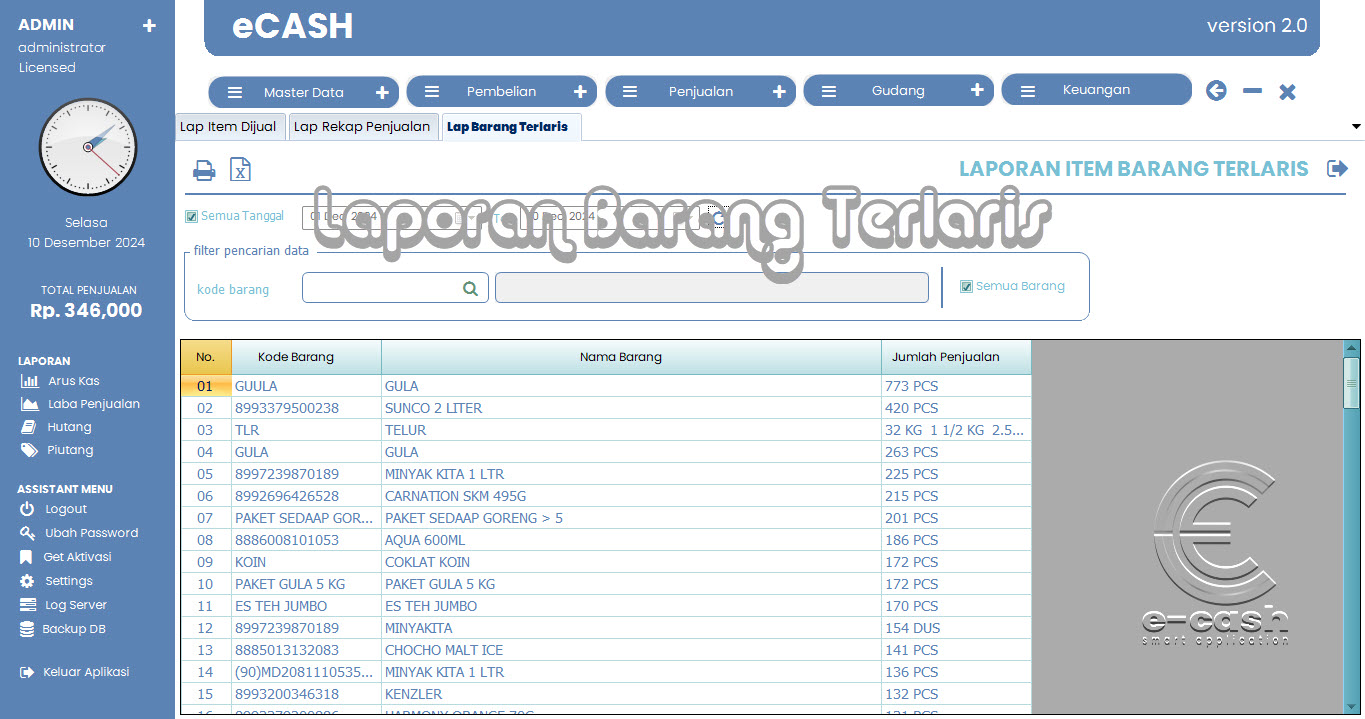 ADMIN
administrator
Licensed
Selasa
10 Desember 2024
TOTAL PENJUALAN
Rp. 346,000
LAPORAN
Arus Kas
Laba Penjualan
Hutang
Piutang
ASSISTANT MENU
Logout
Ubah Password
Get Aktivasi
Settings
Log Server
Backup DB
Keluar Aplikasi
eCASH version 2.0
Master Data Pembelian Penjualan Gudang Keuangan
Lap Item Dijual Lap Rekap Penjualan Lap Barang Terlaris
LAPORAN ITEM BARANG TERLARIS
Laporan Barang Terlaris
Semua Tanggal 2024 2024
filter pencarian data
kode barang Semua Barang
No. Kode Barang Nama Barang Jumlah Penjualan
01 GUULA GULA 773 PCS
02 8993379500238 SUNCO 2 LITER 420 PCS
03 TLR TELUR 32 KG 1 1/2 KG 2.5...
04 GULA GULA 263 PCS
05 8997239870189 MINYAK KITA 1 LTR 225 PCS
06 8992696426528 CARNATION SKM 495G 215 PCS
07 PAKET SEDAAP GOR... PAKET SEDAAP GORENG > 5 201 PCS
08 8886008101053 AQUA 600ML 186 PCS
09 KOIN COKLAT KOIN 172 PCS
10 PAKET GULA 5 KG PAKET GULA 5 KG 172 PCS
11 ES TEH JUMBO ES TEH JUMBO 170 PCS
12 8997239870189 MINYAKITA 154 DUS
13 8885013132083 CHOCHO MALT ICE 141 PCS
14 (90)MD2081110535... MINYAK KITA 1 LTR 136 PCS
15 8993200346318 KENZLER 132 PCS
e-cash
smart application